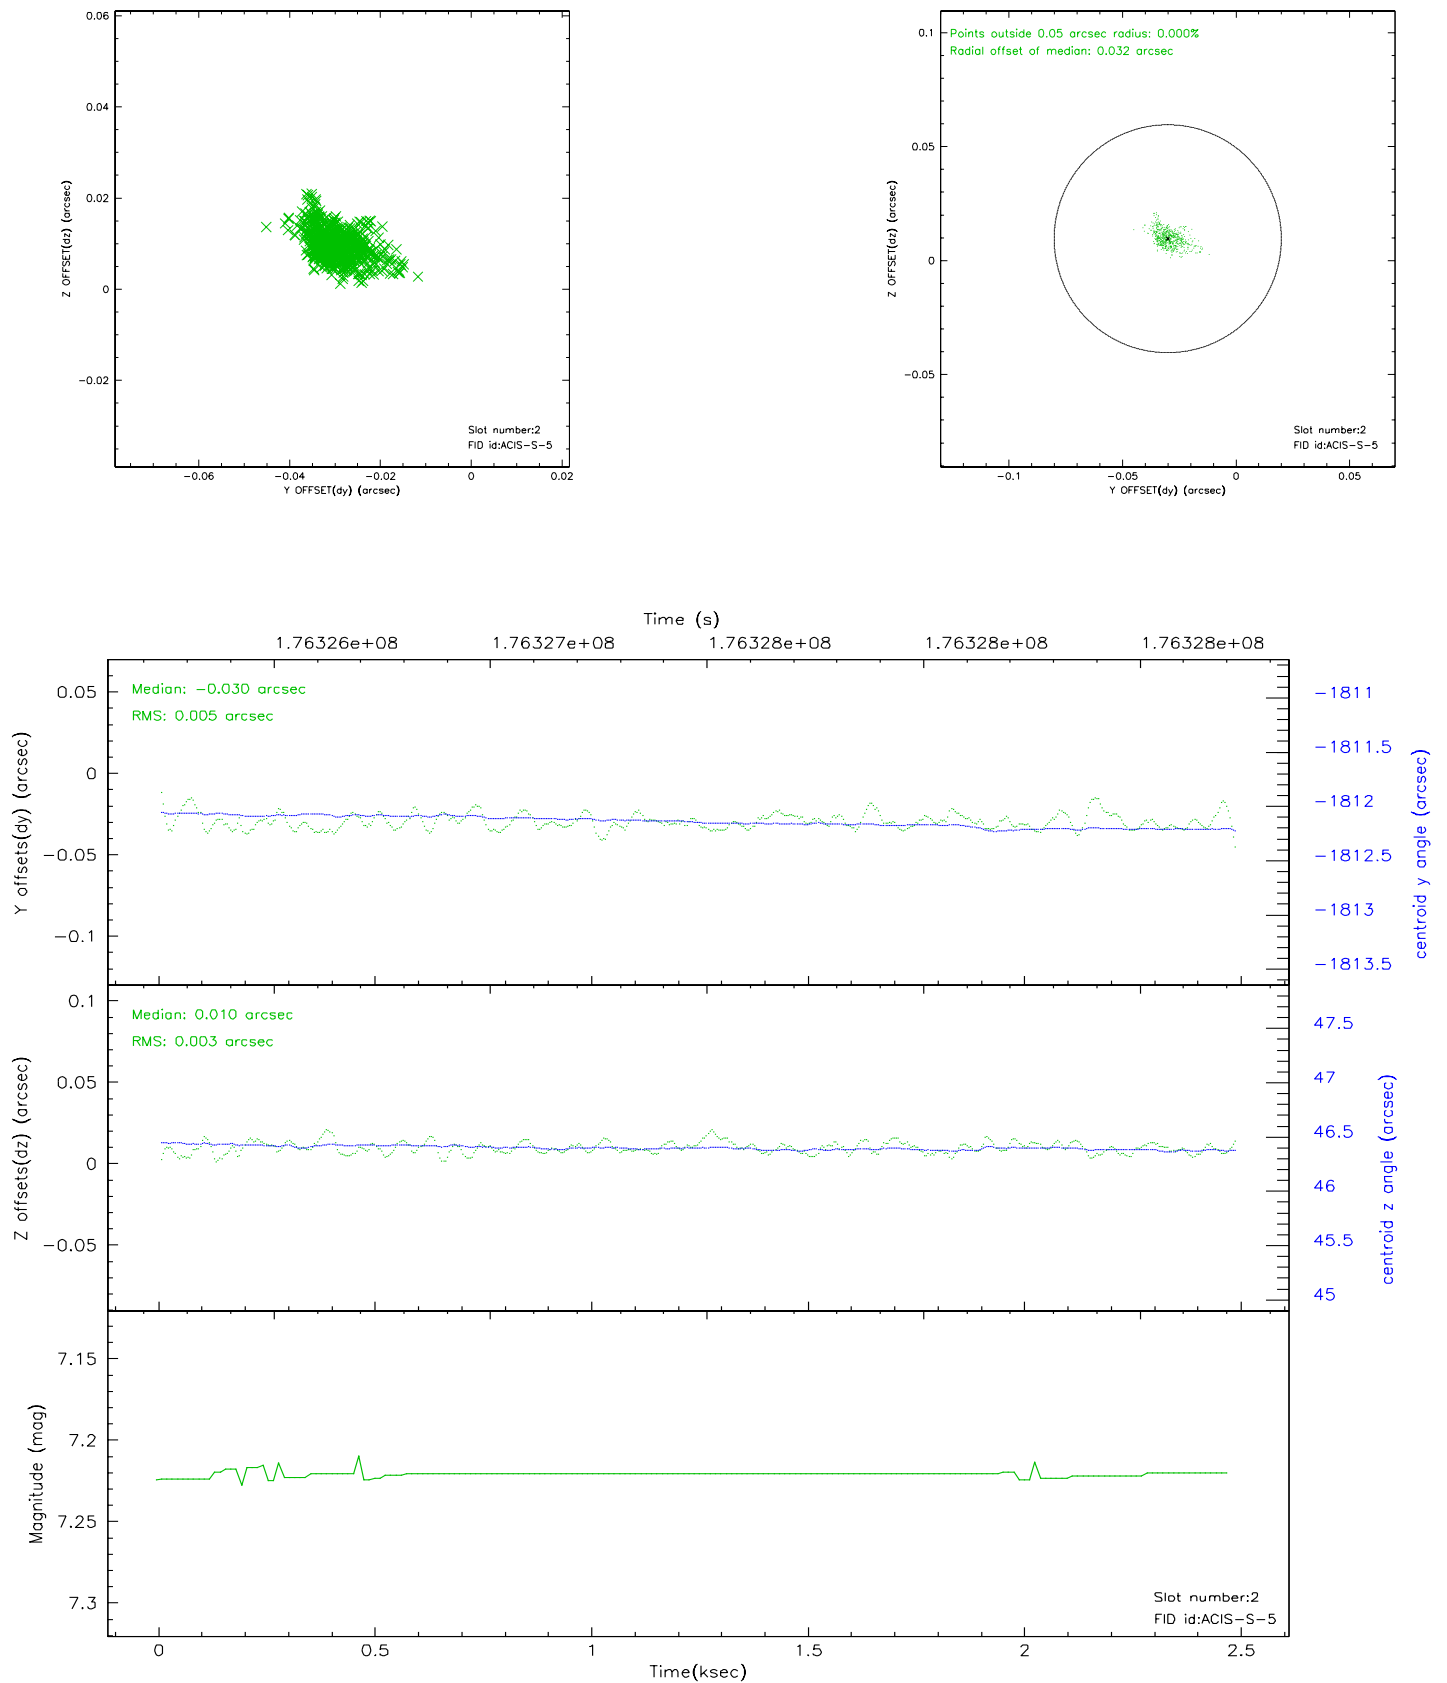 0.06
0.04
0.02
0
−0.02
Z OFFSET(dz) (arcsec)
Slot number:2
FID id:ACIS−S−5
−0.06 −0.04 −0.02 0 0.02
Y OFFSET(dy) (arcsec)
Points outside 0.05 arcsec radius: 0.000%
Radial offset of median: 0.032 arcsec
0.1
0.05
0
−0.05
Z OFFSET(dz) (arcsec)
Slot number:2
FID id:ACIS−S−5
−0.1 −0.05 0 0.05
Y OFFSET(dy) (arcsec)
Time (s)
1.76326e+08 1.76327e+08 1.76328e+08 1.76328e+08 1.76328e+08
Median: −0.030 arcsec
RMS: 0.005 arcsec
0.05
0
−0.05
−0.1
Y offsets(dy) (arcsec)
−1811
−1811.5
−1812
−1812.5
−1813
−1813.5
centroid y angle (arcsec)
Median: 0.010 arcsec
RMS: 0.003 arcsec
0.1
0.05
0
−0.05
Z offsets(dz) (arcsec)
47.5
47
46.5
46
45.5
45
centroid z angle (arcsec)
7.15
7.2
7.25
7.3
Magnitude (mag)
Slot number:2
FID id:ACIS−S−5
0 0.5 1 1.5 2 2.5
Time(ksec)